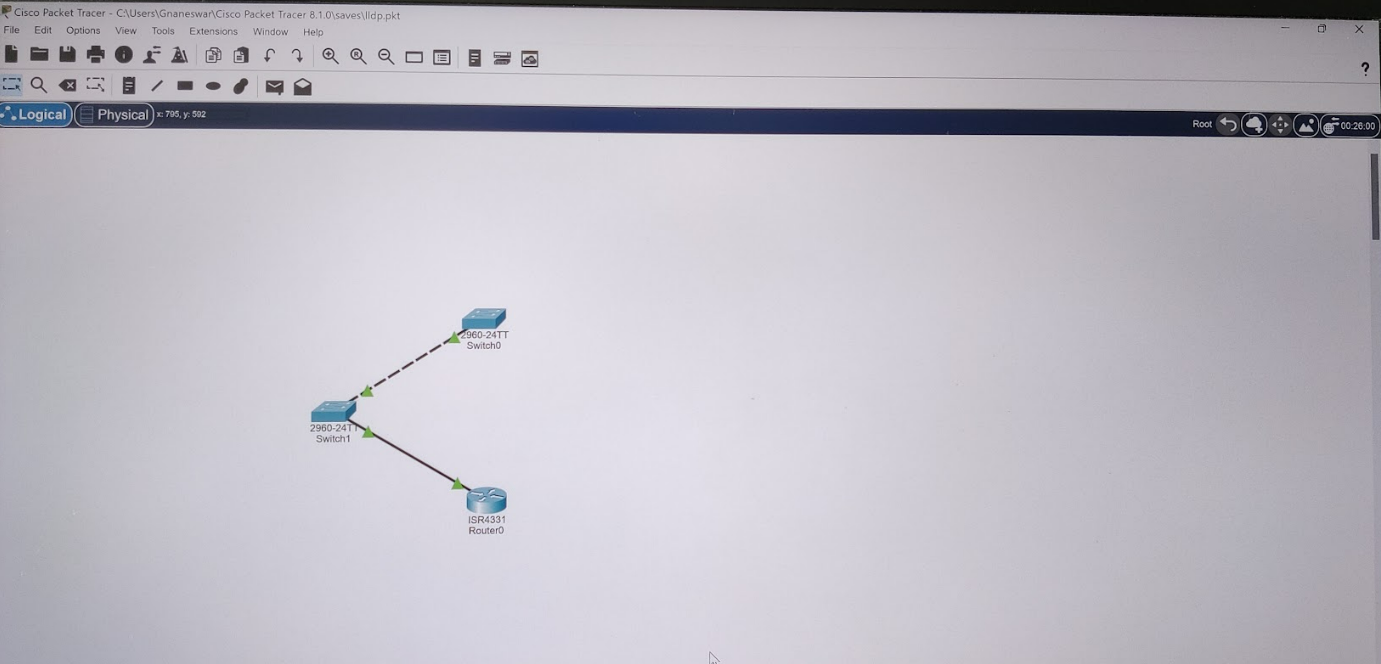 Cisco Packet Tracer - C:\Users\Gnaneswar\Cisco Packet Tracer 8.1.0\saves\lldp.pkt
File Edit Options View Tools Extensions Window Help
?
Logical Physical x: 795, y: 592 Root 00:26:00
2960-24TT
Switch0
2960-24TT
Switch1
ISR4331
Router0